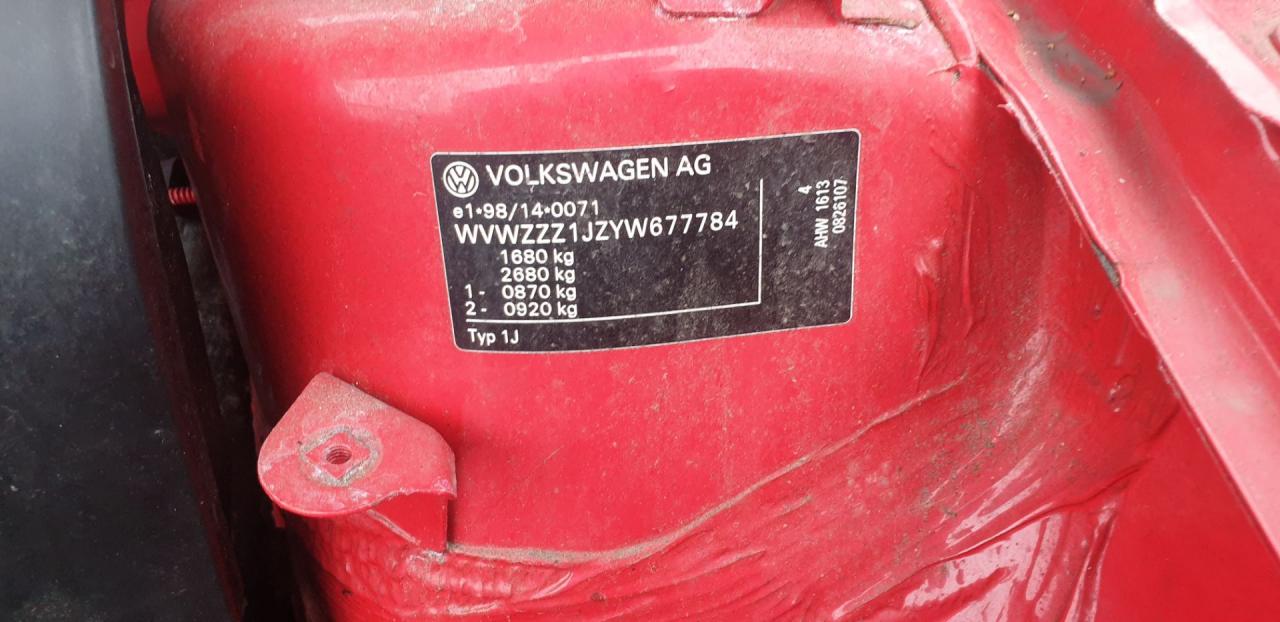 VOLKSWAGEN AG
e1*98/14*0071
WVWZZZ1JZYW677784
1680 kg
2680 kg
1- 0870 kg
2- 0920 kg
Typ 1J
4
AHW 1613
0826107